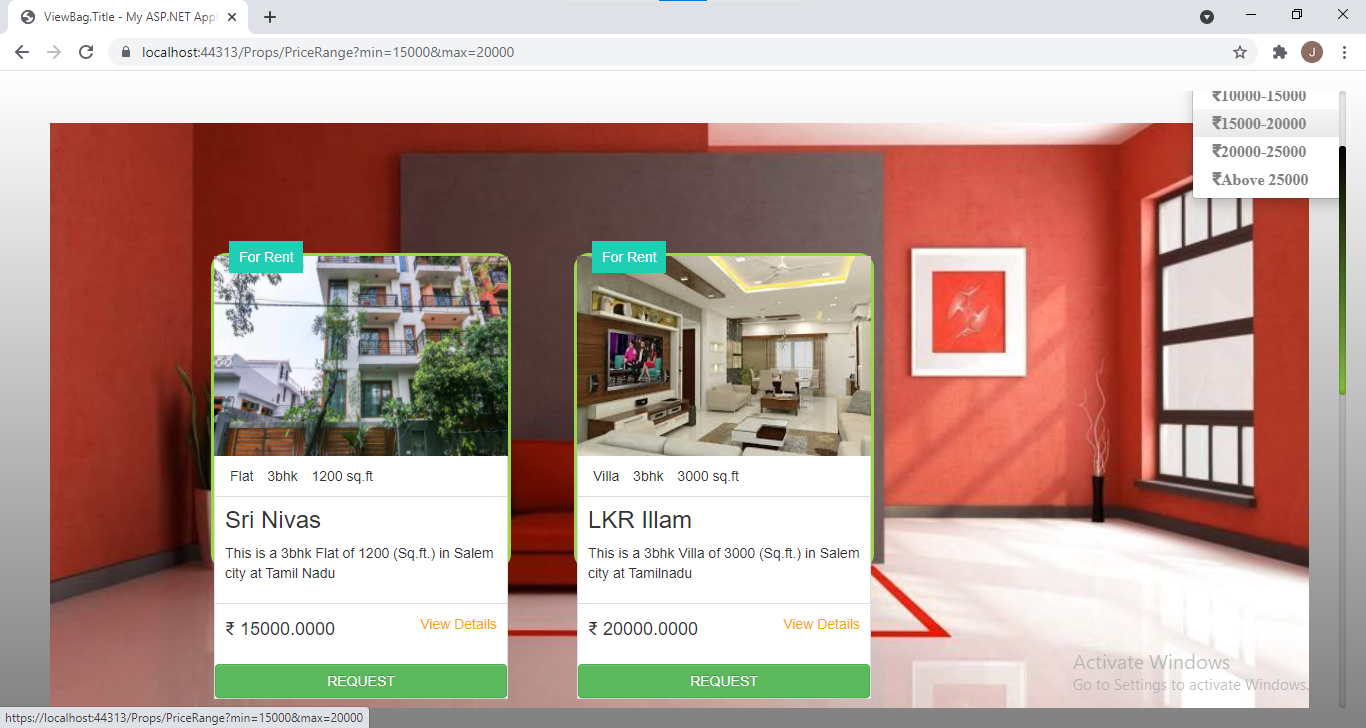 ViewBag.Title - My ASP.NET Appl
localhost:44313/Props/PriceRange?min=15000&max=20000
J
₹10000-15000
₹15000-20000
₹20000-25000
₹Above 25000
For Rent
Flat 3bhk 1200 sq.ft
Sri Nivas
This is a 3bhk Flat of 1200 (Sq.ft.) in Salem
city at Tamil Nadu
₹ 15000.0000 View Details
REQUEST
For Rent
Villa 3bhk 3000 sq.ft
LKR Illam
This is a 3bhk Villa of 3000 (Sq.ft.) in Salem
city at Tamilnadu
₹ 20000.0000 View Details
REQUEST
Activate Windows
Go to Settings to activate Windows.
https://localhost:44313/Props/PriceRange?min=15000&max=20000